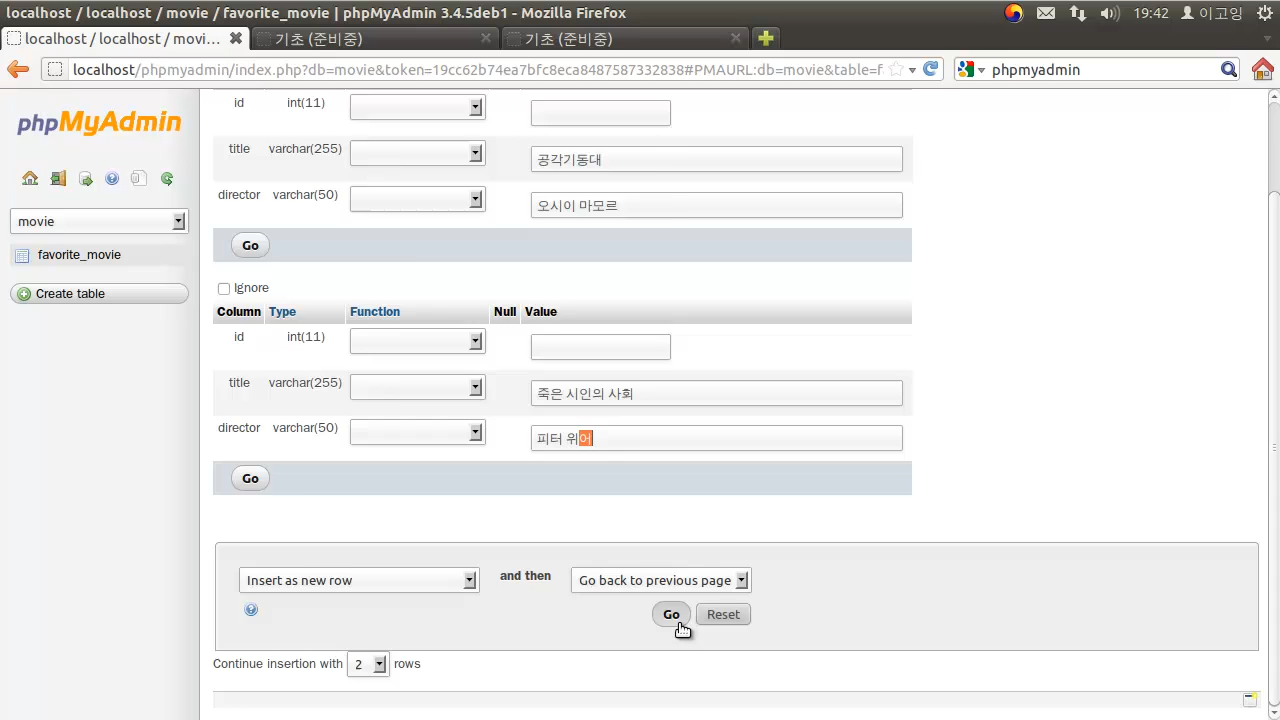 localhost / localhost / movie / favorite_movie | phpMyAdmin 3.4.5deb1 - Mozilla Firefox
19:42 이고잉
localhost / localhost / movi...
기초 (준비중)
기초 (준비중)
localhost/phpmyadmin/index.php?db=movie&token=19cc62b74ea7bfc8eca8487587332838#PMAURL:db=movie&table=f
phpmyadmin
phpMyAdmin
movie
favorite_movie
Create table
id int(11)
title varchar(255) 공각기동대
director varchar(50) 오시이 마모르
Go
Ignore
Column Type Function Null Value
id int(11)
title varchar(255) 죽은 시인의 사회
director varchar(50) 피터 위어
Go
Insert as new row and then Go back to previous page
Go Reset
Continue insertion with 2 rows